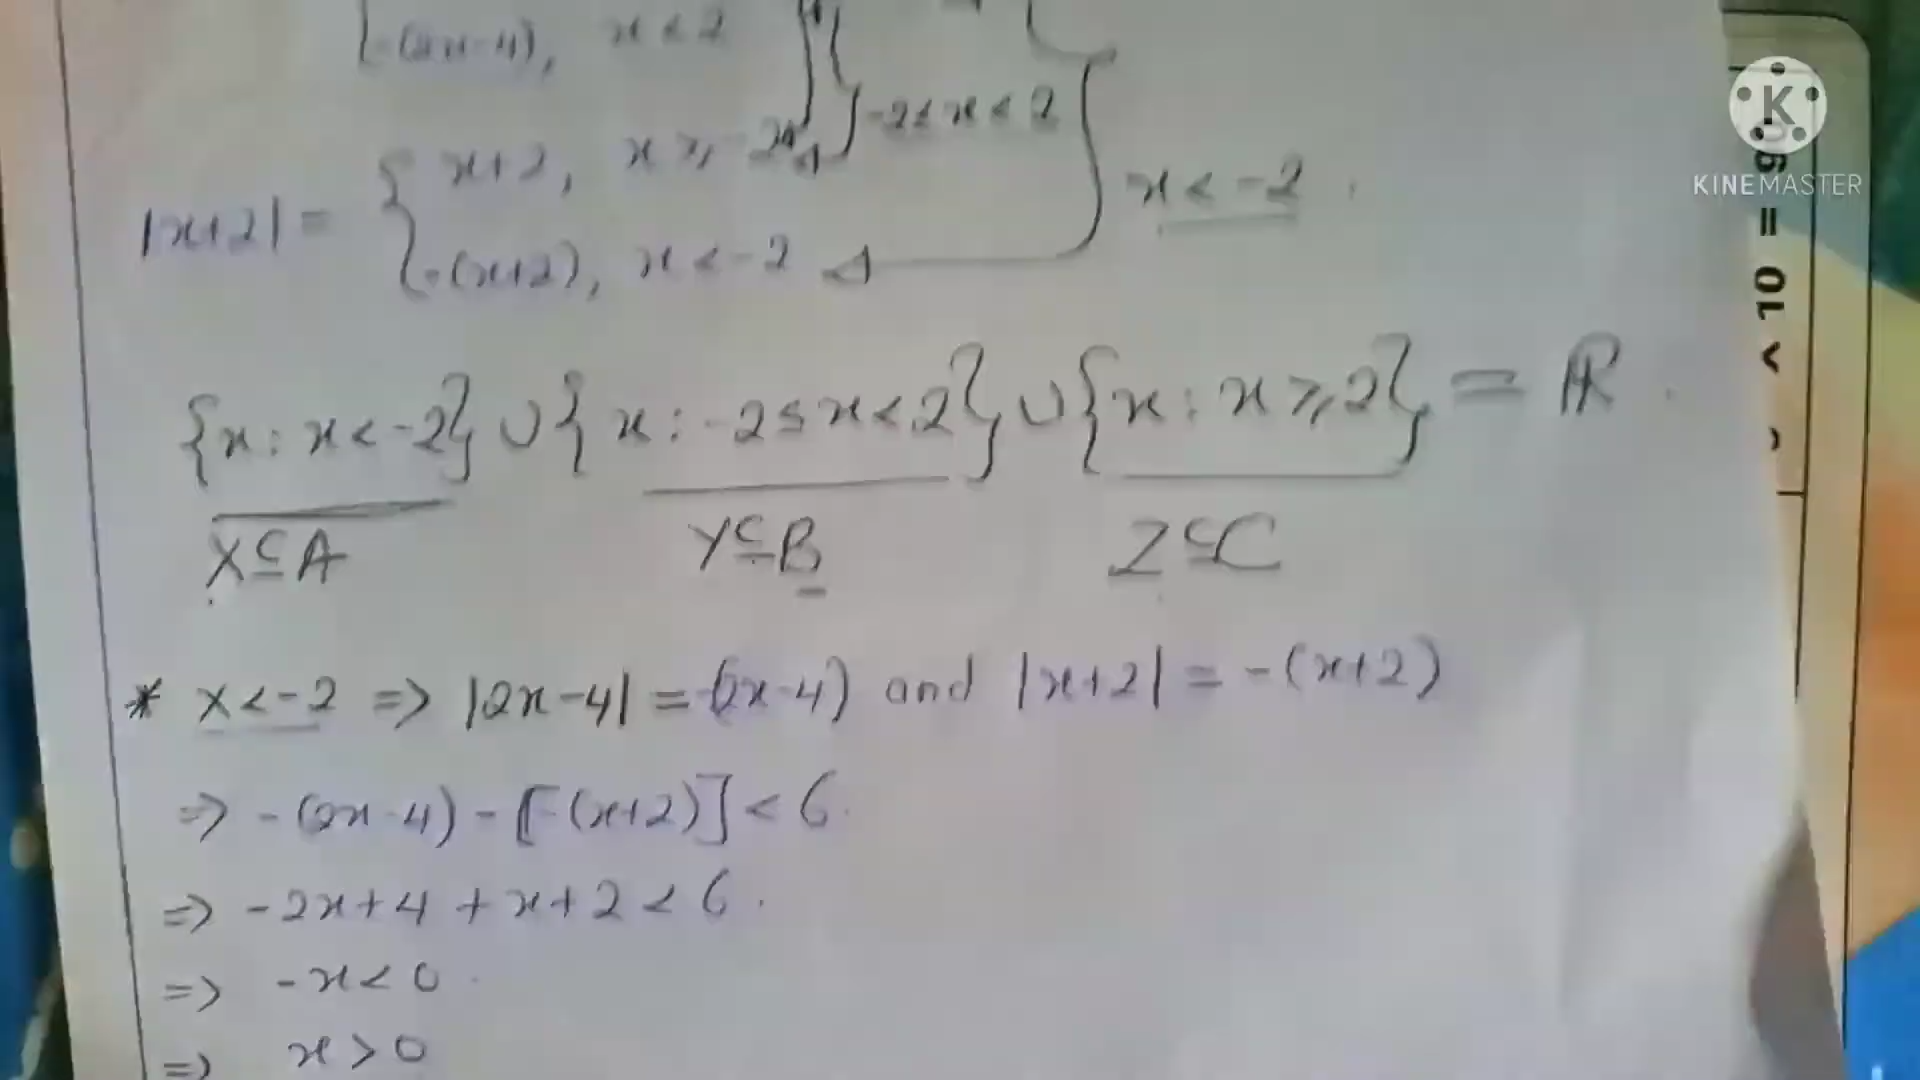 -(2x-4), x < 2
-2 ≤ x < 2
|x+2| = { x+2, x ≥ -2
-(x+2), x < -2
x < -2
{x : x < -2} ∪ {x : -2 ≤ x < 2} ∪ {x : x ≥ 2} = ℝ
X ⊆ A Y ⊆ B Z ⊆ C
* x < -2 => |2x-4| = -(2x-4) and |x+2| = -(x+2)
=> -(2x-4) - [-(x+2)] < 6.
=> -2x+4 + x+2 < 6.
=> -x < 0
=> x > 0
K
KINEMASTER
= 10